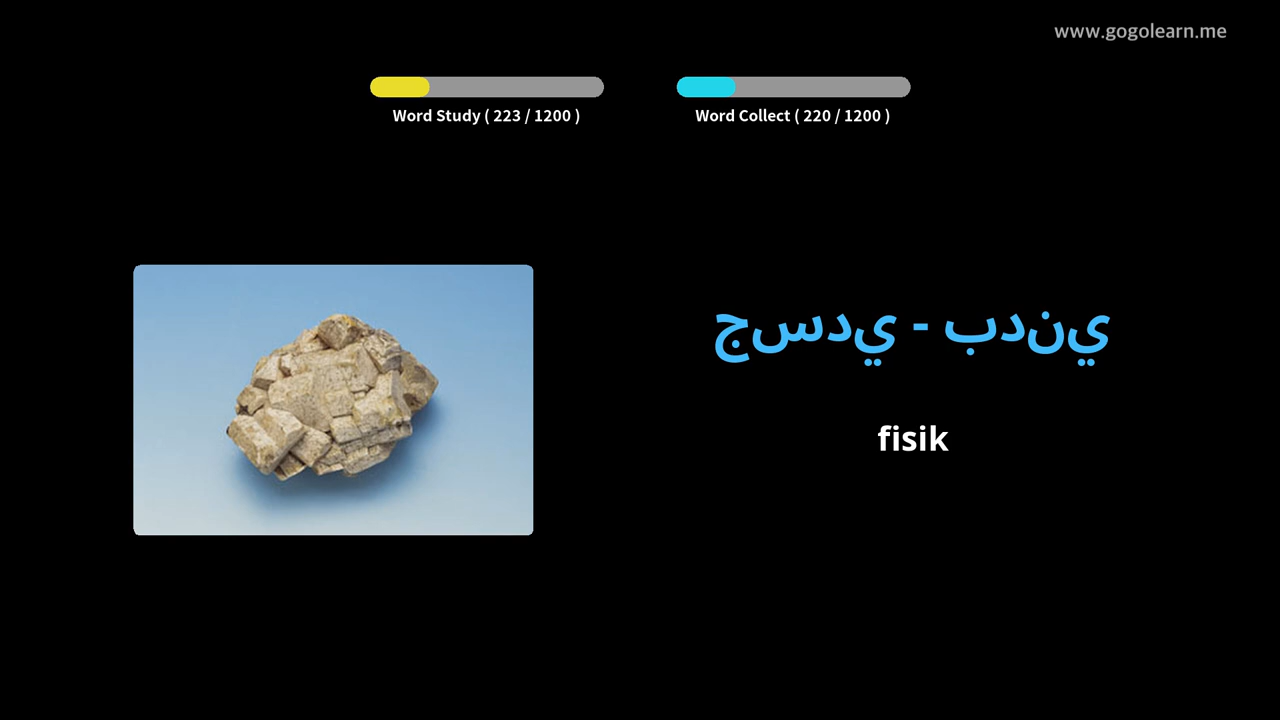 www.gogolearn.me
Word Study ( 223 / 1200 )
Word Collect ( 220 / 1200 )
جسدي - بدني
fisik